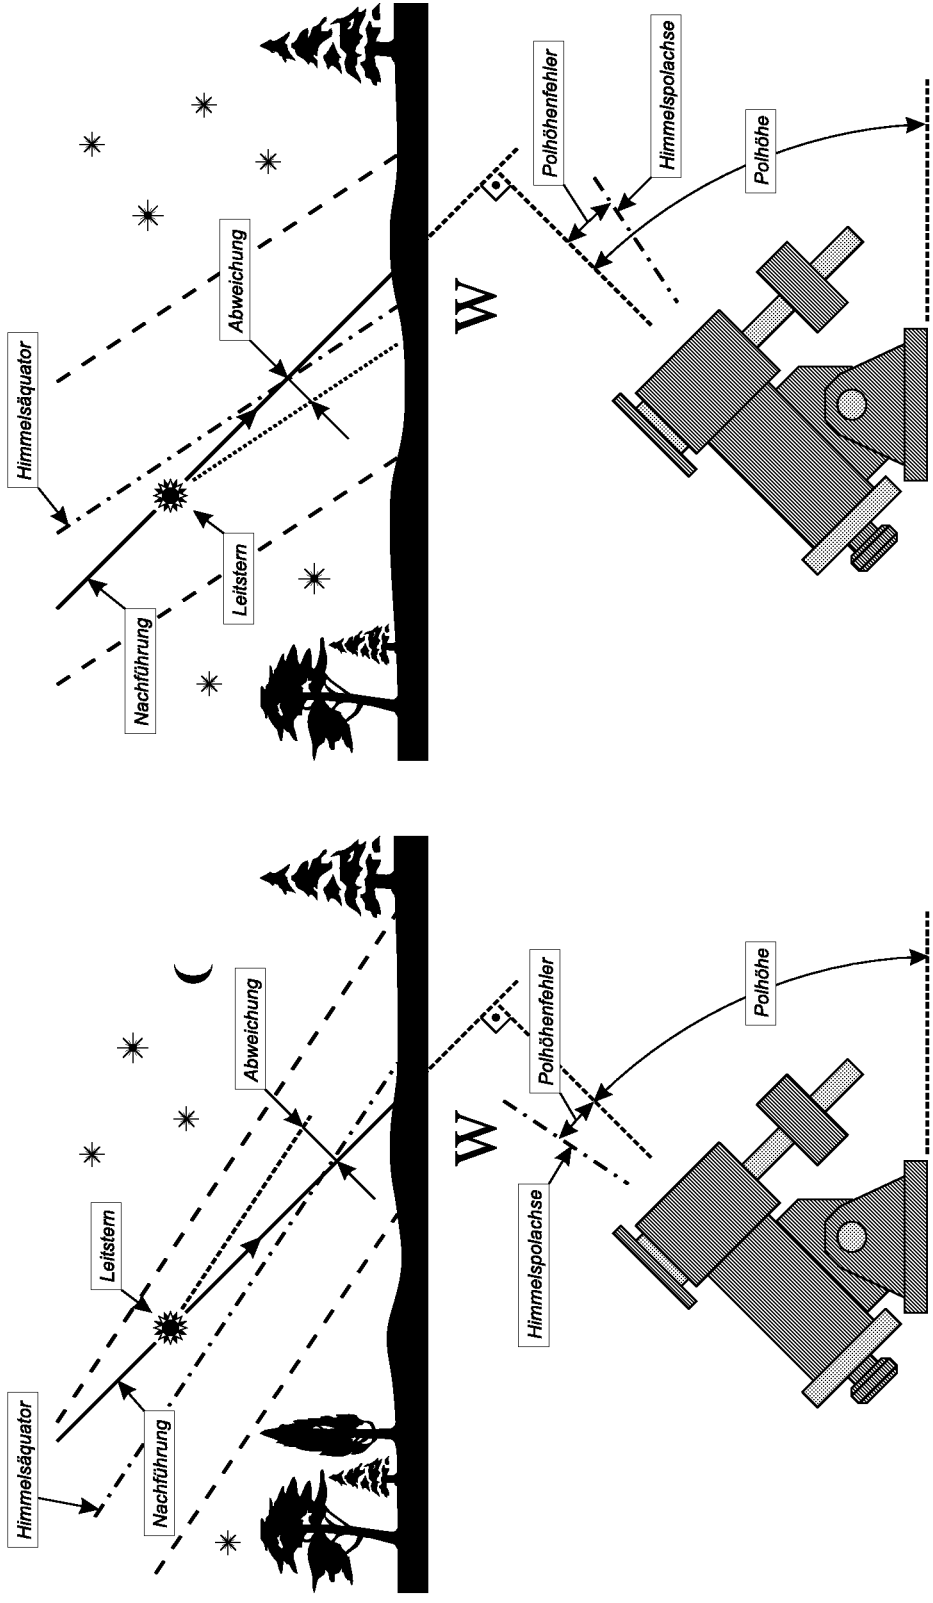 Himmelsäquator
Nachführung
Leitstern
Abweichung
W
Himmelspolachse
Polhöhenfehler
Polhöhe
Himmelsäquator
Nachführung
Leitstern
Abweichung
W
Polhöhenfehler
Himmelspolachse
Polhöhe